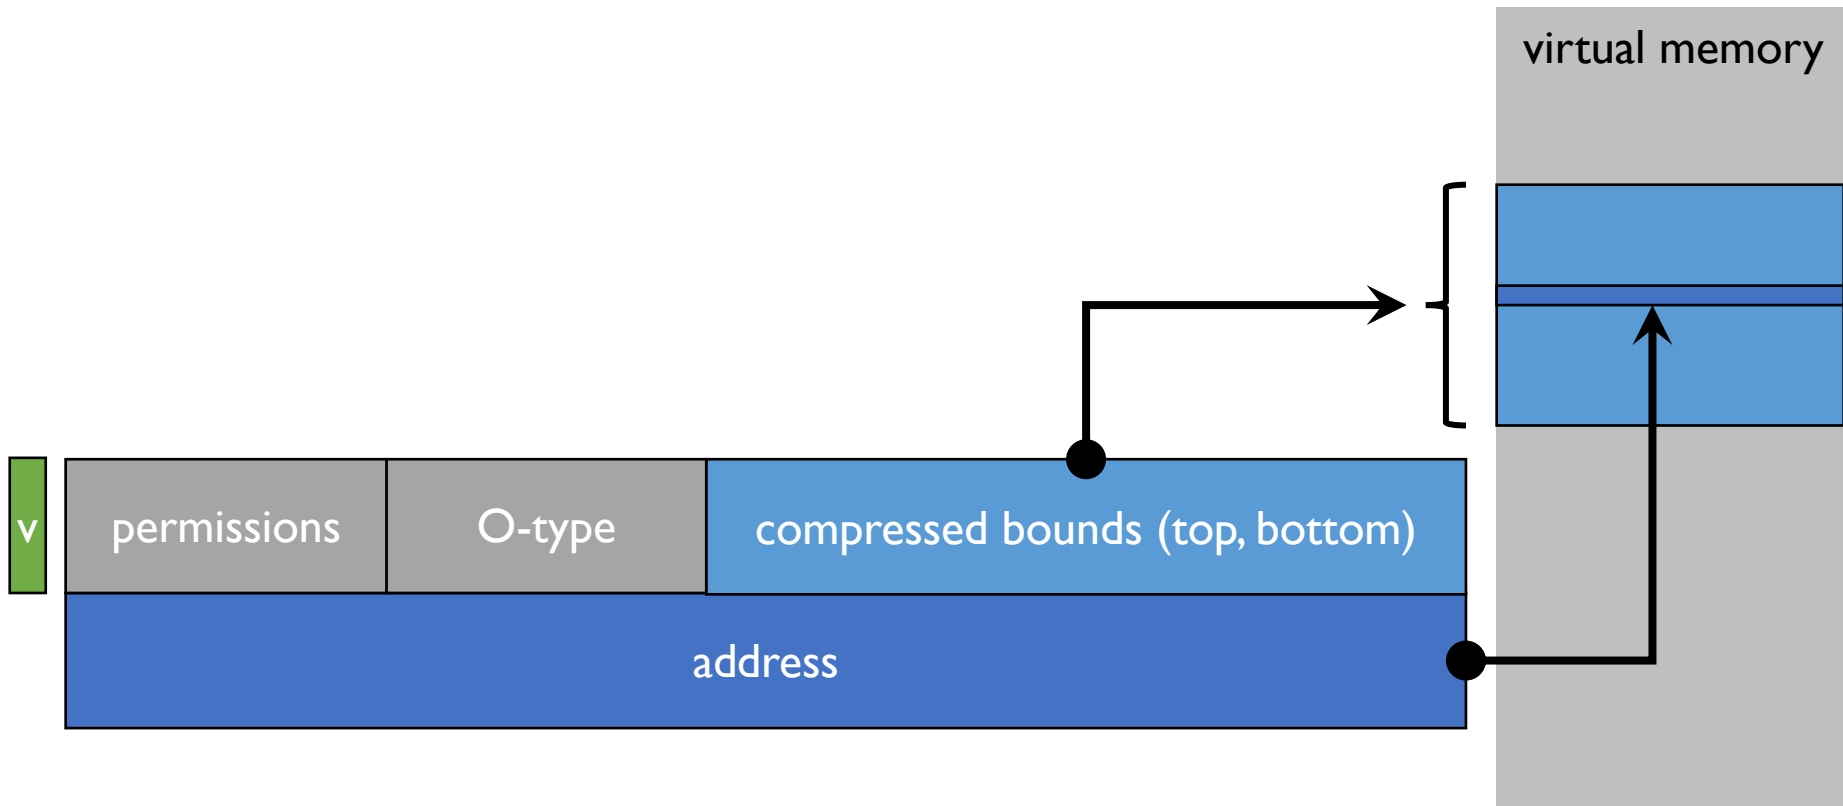 virtual memory
v
permissions
O-type
compressed bounds (top, bottom)
address